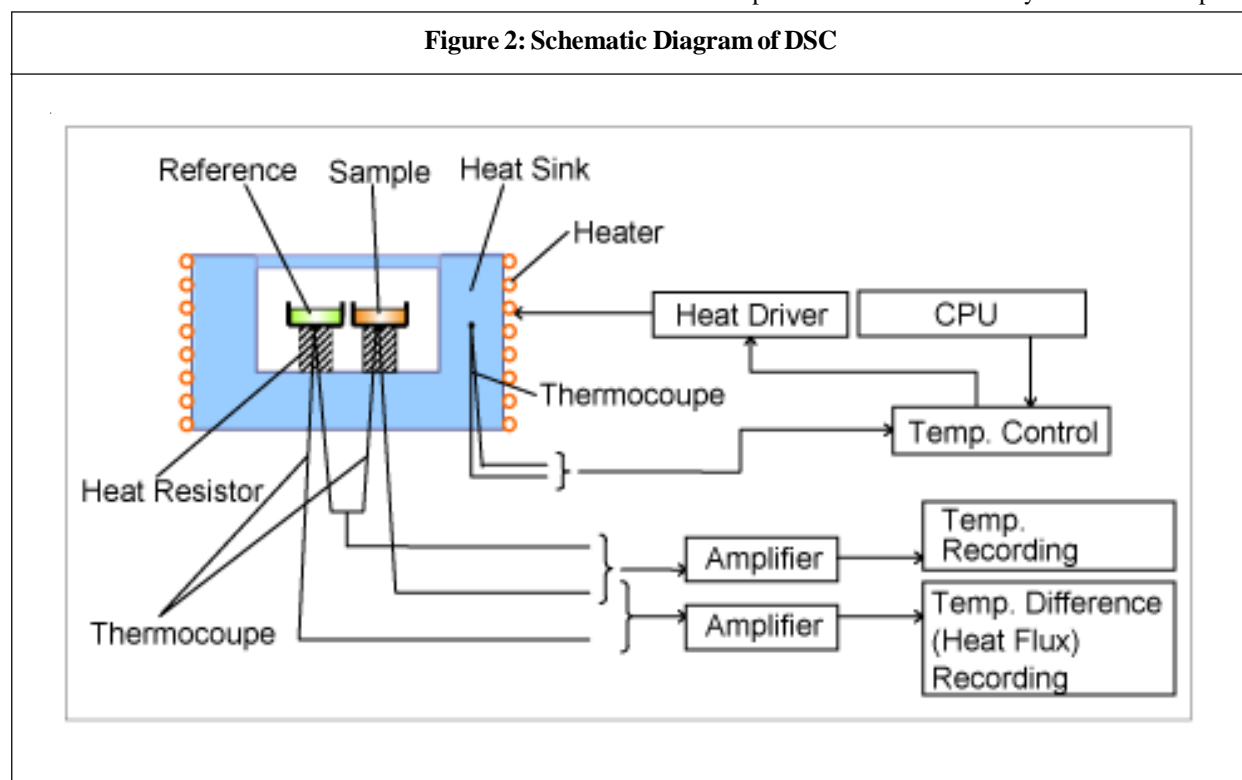 Figure 2: Schematic Diagram of DSC
Reference
Sample
Heat Sink
Heater
Heat Driver
CPU
Thermocoupe
Temp. Control
Heat Resistor
Temp.
Recording
Amplifier
Temp. Difference
(Heat Flux)
Recording
Amplifier
Thermocoupe